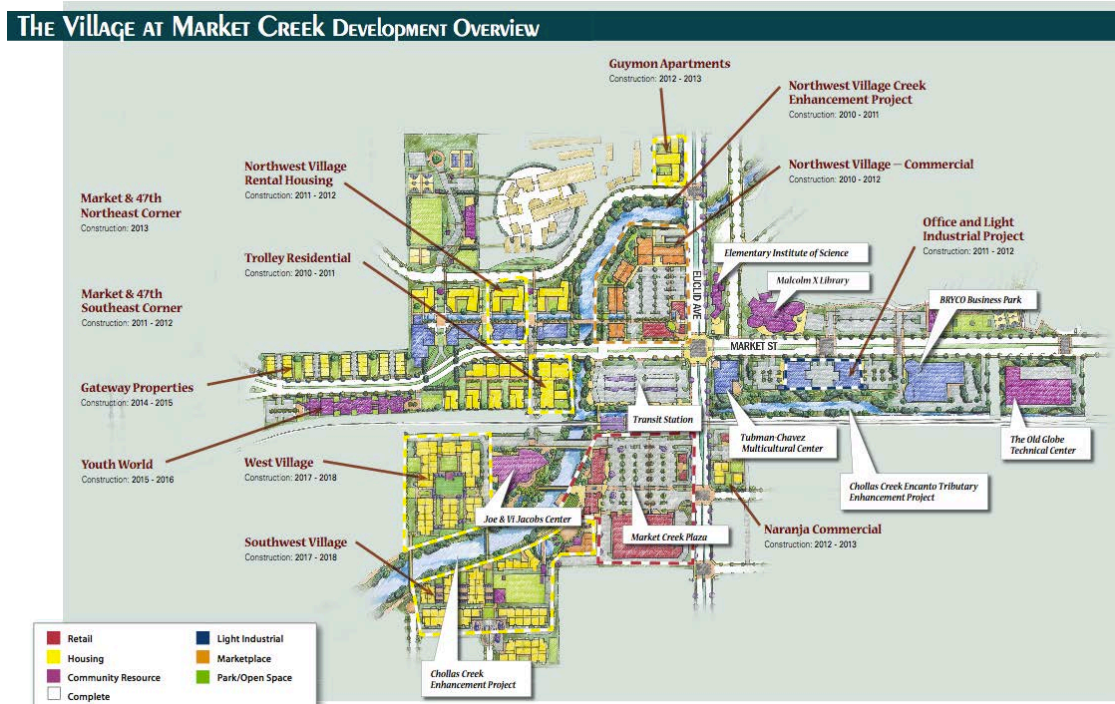 The Village at Market Creek Development Overview
Guymon Apartments
Construction: 2012 - 2013
Northwest Village Creek
Enhancement Project
Construction: 2010 - 2011
Northwest Village
Rental Housing
Construction: 2011 - 2012
Northwest Village – Commercial
Construction: 2010 - 2012
Market & 47th
Northeast Corner
Construction: 2013
Office and Light
Industrial Project
Construction: 2011 - 2012
Trolley Residential
Construction: 2010 - 2011
Elementary Institute of Science
Malcolm X Library
BRYCO Business Park
Market & 47th
Southeast Corner
Construction: 2011 - 2012
EUCLID AVE
MARKET ST
Gateway Properties
Construction: 2014 - 2015
Transit Station
Tubman-Chavez
Multicultural Center
The Old Globe
Technical Center
Youth World
Construction: 2015 - 2016
West Village
Construction: 2017 - 2018
Chollas Creek Encanto Tributary
Enhancement Project
Joe & Vi Jacobs Center
Market Creek Plaza
Naranja Commercial
Construction: 2012 - 2013
Southwest Village
Construction: 2017 - 2018
Chollas Creek
Enhancement Project
Retail
Housing
Community Resource
Complete
Light Industrial
Marketplace
Park/Open Space